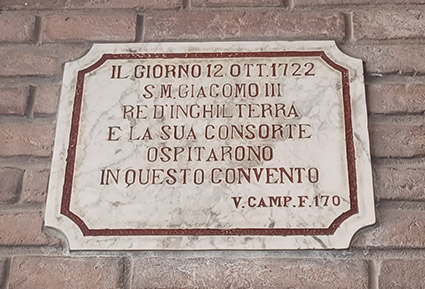 IL GIORNO 12 OTT. 1722
S.M. GIACOMO III
RE D'INGHILTERRA
E LA SUA CONSORTE
OSPITARONO
IN QUESTO CONVENTO
V. CAMP. F. 170